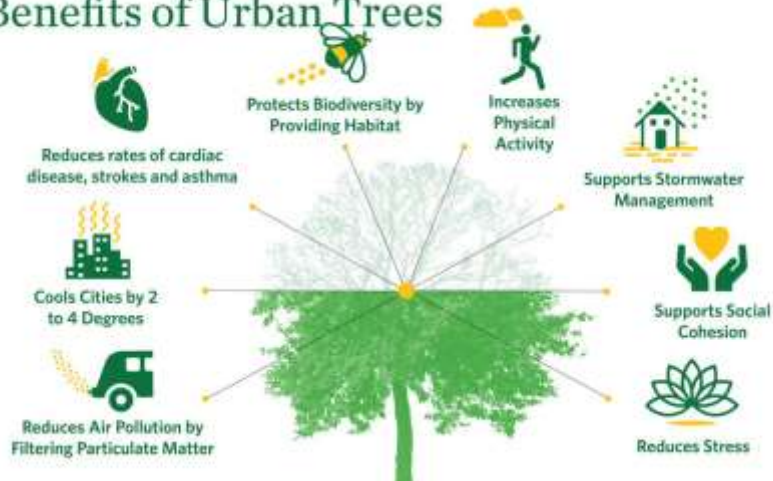 Benefits of Urban Trees
Protects Biodiversity by
Providing Habitat
Increases
Physical
Activity
Reduces rates of cardiac
disease, strokes and asthma
Supports Stormwater
Management
Cools Cities by 2
to 4 Degrees
Supports Social
Cohesion
Reduces Air Pollution by
Filtering Particulate Matter
Reduces Stress